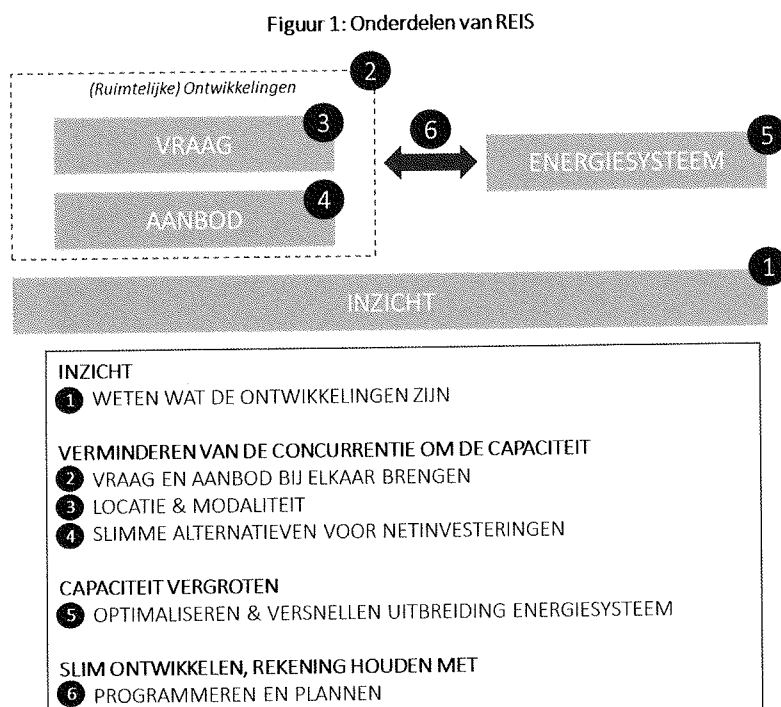 Figuur 1: Onderdelen van REIS
2
(Ruimtelijke) Ontwikkelingen
VRAAG
3
6
ENERGIESYSTEEM
5
AANBOD
4
INZICHT
1
INZICHT
1 WETEN WAT DE ONTWIKKELINGEN ZIJN
VERMINDEREN VAN DE CONCURRENTIE OM DE CAPACITEIT
2 VRAAG EN AANBOD BIJ ELKAAR BRENGEN
3 LOCATIE & MODALITEIT
4 SLIMME ALTERNATIEVEN VOOR NETINVESTERINGEN
CAPACITEIT VERGROTEN
5 OPTIMALISEREN & VERSNELLEN UITBREIDING ENERGIESYSTEEM
SLIM ONTWIKKELEN, REKENING HOUDEN MET
6 PROGRAMMEREN EN PLANNEN